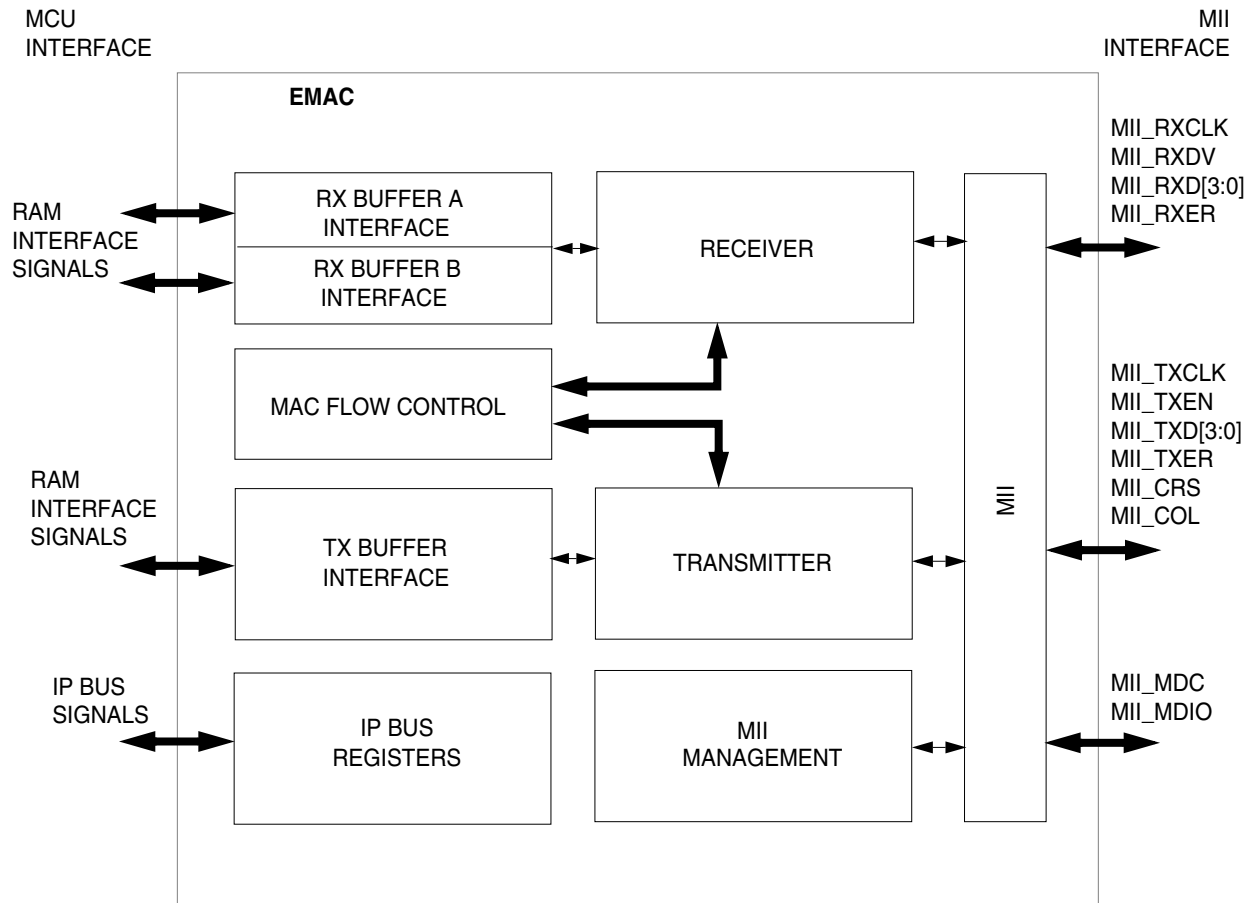 MCU
INTERFACE
MII
INTERFACE
EMAC
RAM
INTERFACE
SIGNALS
RX BUFFER A
INTERFACE
RX BUFFER B
INTERFACE
RECEIVER
MII_RXCLK
MII_RXDV
MII_RXD[3:0]
MII_RXER
MAC FLOW CONTROL
MII
MII_TXCLK
MII_TXEN
MII_TXD[3:0]
MII_TXER
MII_CRS
MII_COL
RAM
INTERFACE
SIGNALS
TX BUFFER
INTERFACE
TRANSMITTER
IP BUS
SIGNALS
IP BUS
REGISTERS
MII
MANAGEMENT
MII_MDC
MII_MDIO